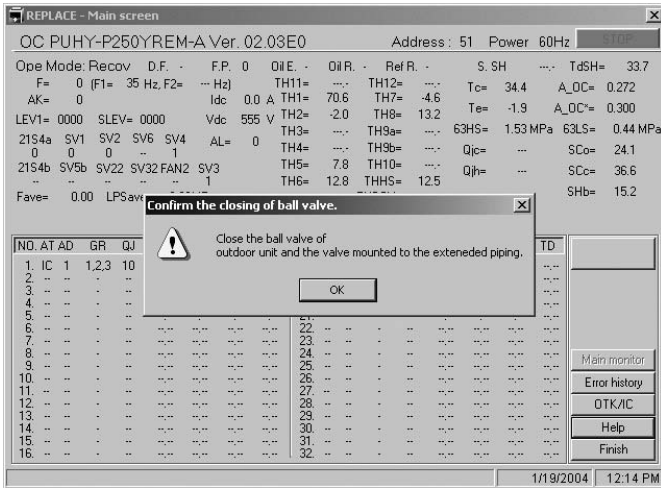 REPLACE - Main screen
OC PUHY-P250YREM-A Ver. 02.03E0 Address: 51 Power 60Hz STOP
Ope Mode: Recov D.F. - F.P. 0 Oil E. - Oil R. - Ref R. - S. SH ---.- TdSH= 33.7
F= 0 (F1= 35 Hz, F2= --- Hz) TH11= ---.- TH12= ---.- Tc= 34.4 A_OC= 0.272
AK= 0 Idc 0.0 A TH1= 70.6 TH7= -4.6 Te= -1.9 A_OC*= 0.300
LEV1= 0000 SLEV= 0000 Vdc 555 V TH2= -2.0 TH8= 13.2
21S4a SV1 SV2 SV6 SV4 AL= 0 TH3= ---.- TH9a= ---.- 63HS= 1.53 MPa 63LS= 0.44 MPa
0 0 0 -- 1 TH4= ---.- TH9b= ---.- Qjc= --- SCo= 24.1
21S4b SV5b SV22 SV32 FAN2 SV3 TH5= 7.8 TH10= ---.- Qjh= --- SCc= 36.6
-- -- -- -- -- 1 TH6= 12.8 THHS= 12.5 SHb= 15.2
Fave= 0.00
Confirm the closing of ball valve.
Close the ball valve of
outdoor unit and the valve mounted to the exteneded piping.
OK
NO. AT AD GR QJ TD
1. IC 1 1,2,3 10 --.--
2. -- -- - -- --.--
3. -- -- - -- --.--
4. -- -- - -- --.--
5. -- -- - -- --.--
6. -- -- - -- --.-- --.-- --.-- --.-- 22. -- -- - -- --.-- --.-- --.-- --.--
7. -- -- - -- --.-- --.-- --.-- --.-- 23. -- -- - -- --.-- --.-- --.-- --.--
8. -- -- - -- --.-- --.-- --.-- --.-- 24. -- -- - -- --.-- --.-- --.-- --.--
Main monitor
9. -- -- - -- --.-- --.-- --.-- --.-- 25. -- -- - -- --.-- --.-- --.-- --.--
10. -- -- - -- --.-- --.-- --.-- --.-- 26. -- -- - -- --.-- --.-- --.-- --.--
Error history
11. -- -- - -- --.-- --.-- --.-- --.-- 27. -- -- - -- --.-- --.-- --.-- --.--
12. -- -- - -- --.-- --.-- --.-- --.-- 28. -- -- - -- --.-- --.-- --.-- --.--
OTK/IC
13. -- -- - -- --.-- --.-- --.-- --.-- 29. -- -- - -- --.-- --.-- --.-- --.--
14. -- -- - -- --.-- --.-- --.-- --.-- 30. -- -- - -- --.-- --.-- --.-- --.--
Help
15. -- -- - -- --.-- --.-- --.-- --.-- 31. -- -- - -- --.-- --.-- --.-- --.--
16. -- -- - -- --.-- --.-- --.-- --.-- 32. -- -- - -- --.-- --.-- --.-- --.--
Finish
1/19/2004 12:14 PM